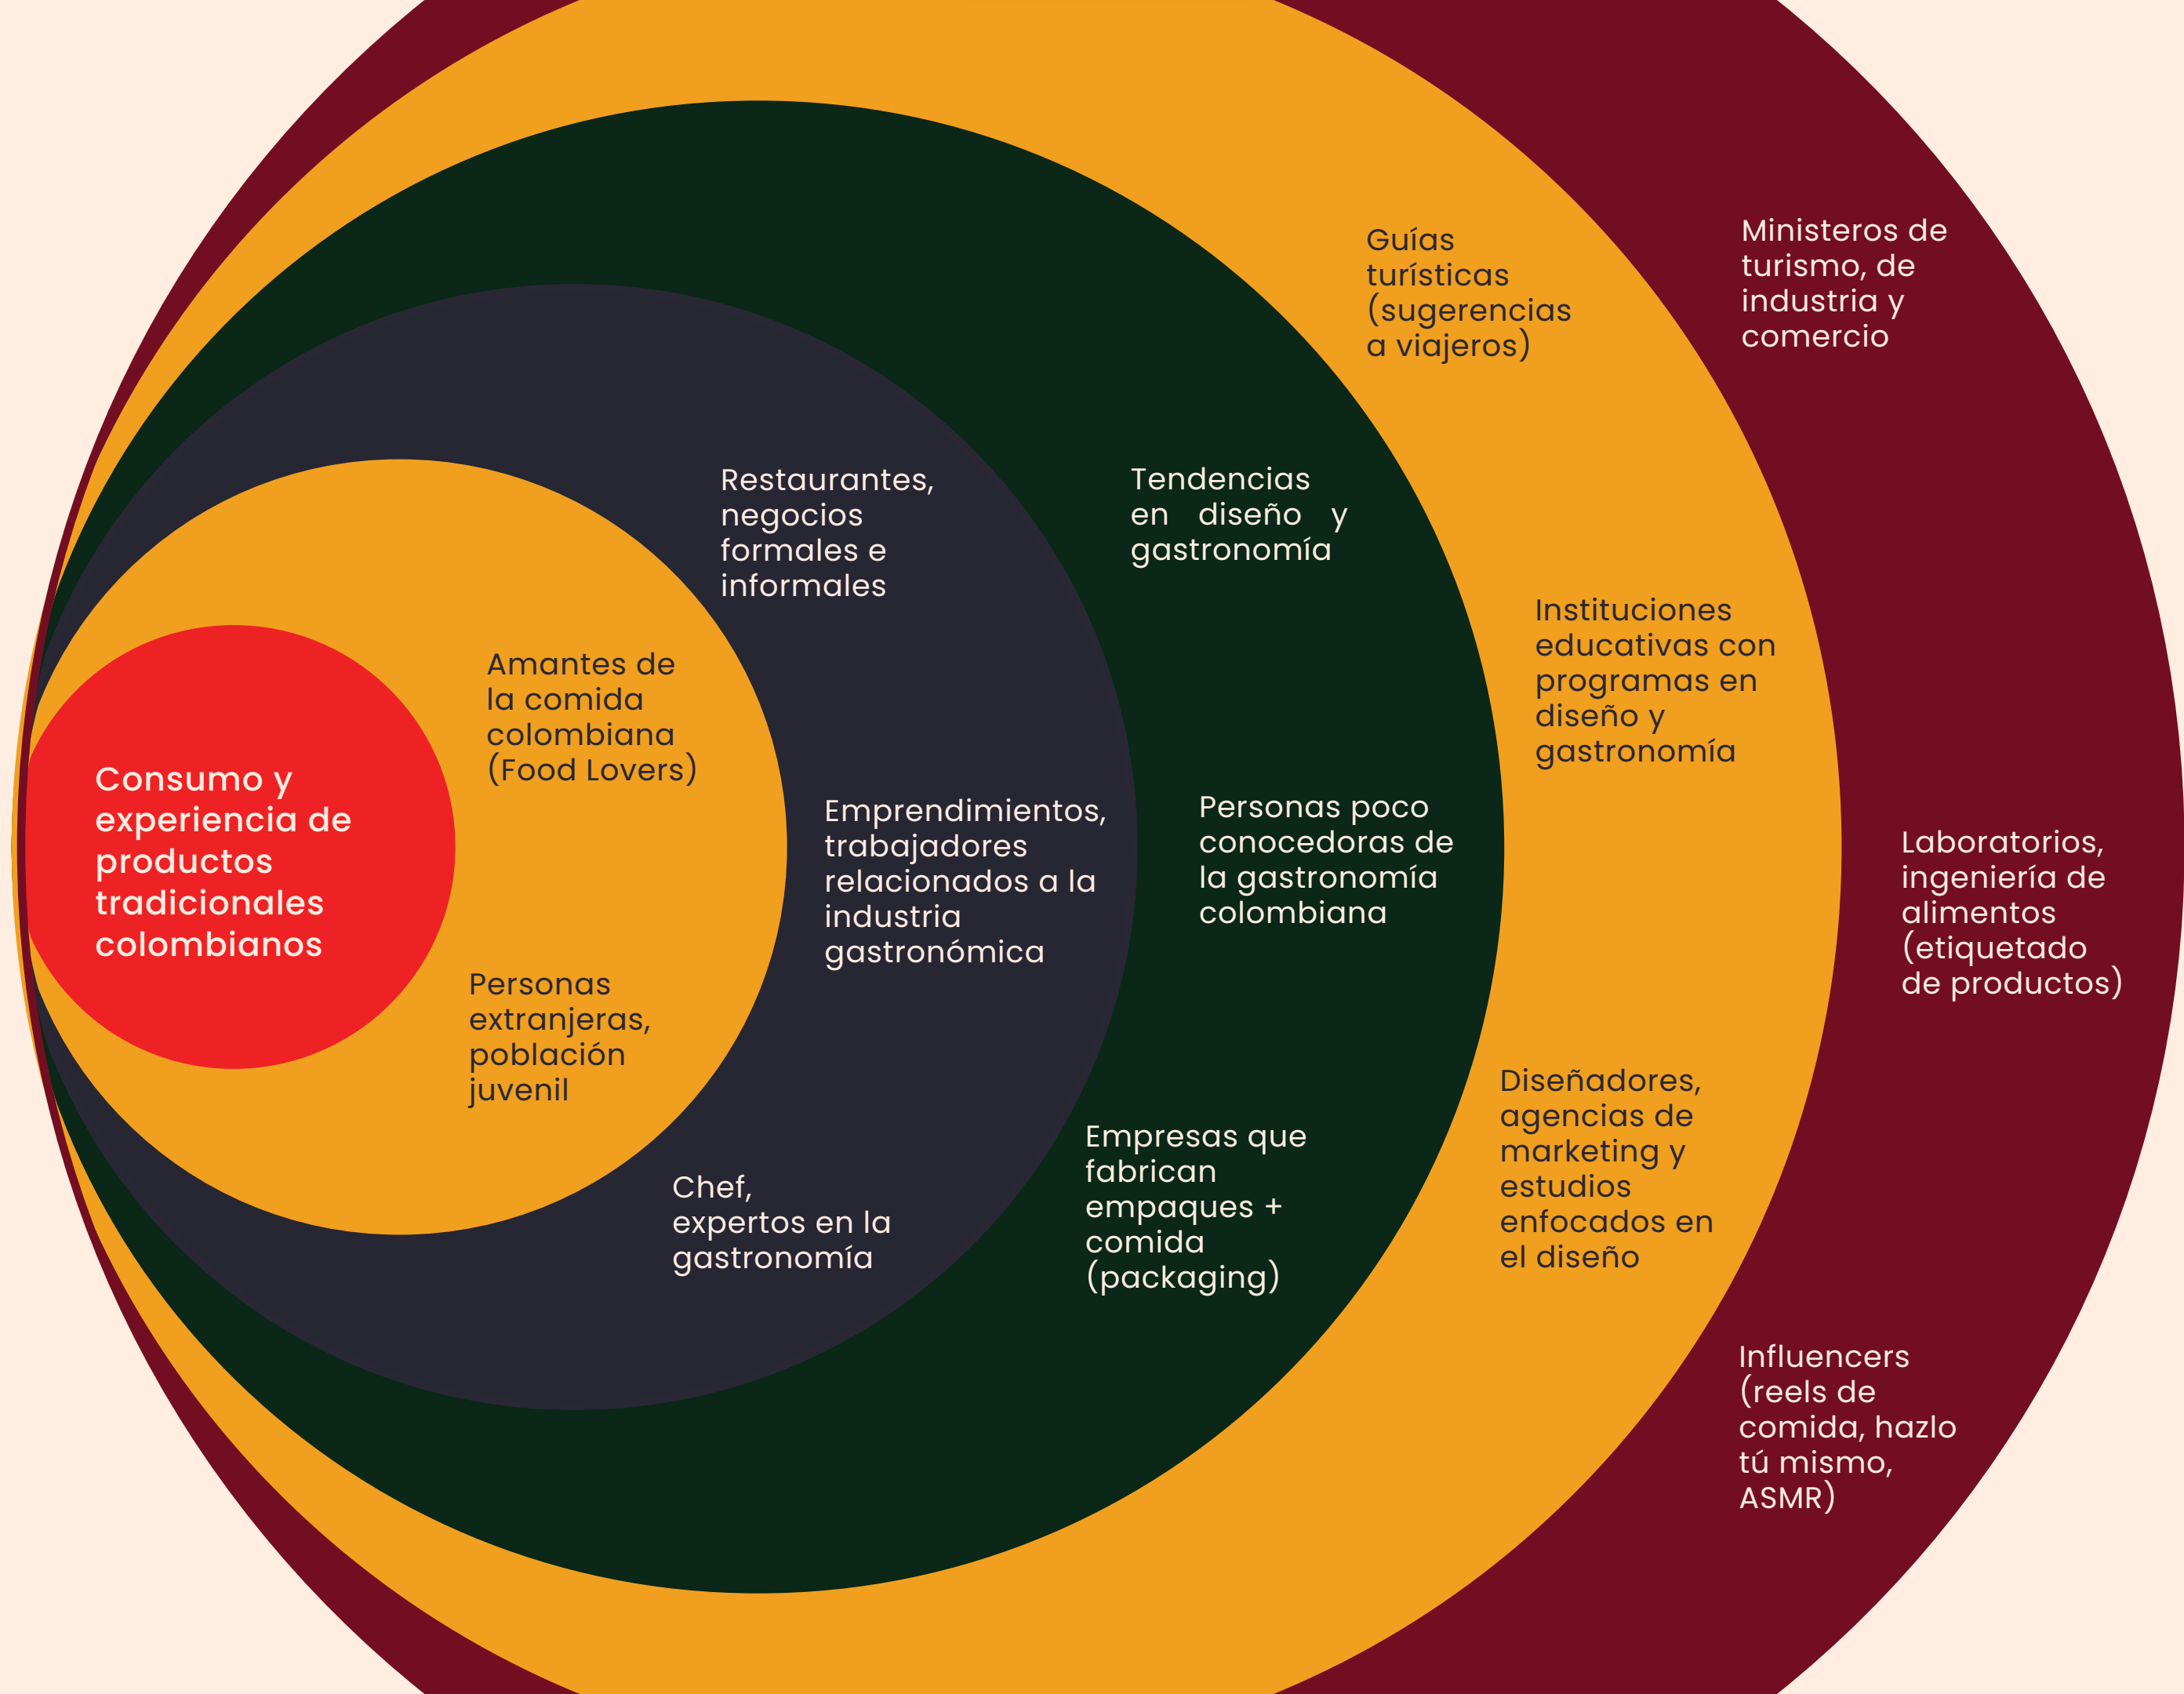 Consumo y
experiencia de
productos
tradicionales
colombianos
Amantes de
la comida
colombiana
(Food Lovers)
Personas
extranjeras,
población
juvenil
Restaurantes,
negocios
formales e
informales
Emprendimientos,
trabajadores
relacionados a la
industria
gastronómica
Chef,
expertos en la
gastronomía
Tendencias
en diseño y
gastronomía
Personas poco
conocedoras de
la gastronomía
colombiana
Empresas que
fabrican
empaques +
comida
(packaging)
Guías
turísticas
(sugerencias
a viajeros)
Instituciones
educativas con
programas en
diseño y
gastronomía
Diseñadores,
agencias de
marketing y
estudios
enfocados en
el diseño
Ministeros de
turismo, de
industria y
comercio
Laboratorios,
ingeniería de
alimentos
(etiquetado
de productos)
Influencers
(reels de
comida, hazlo
tú mismo,
ASMR)